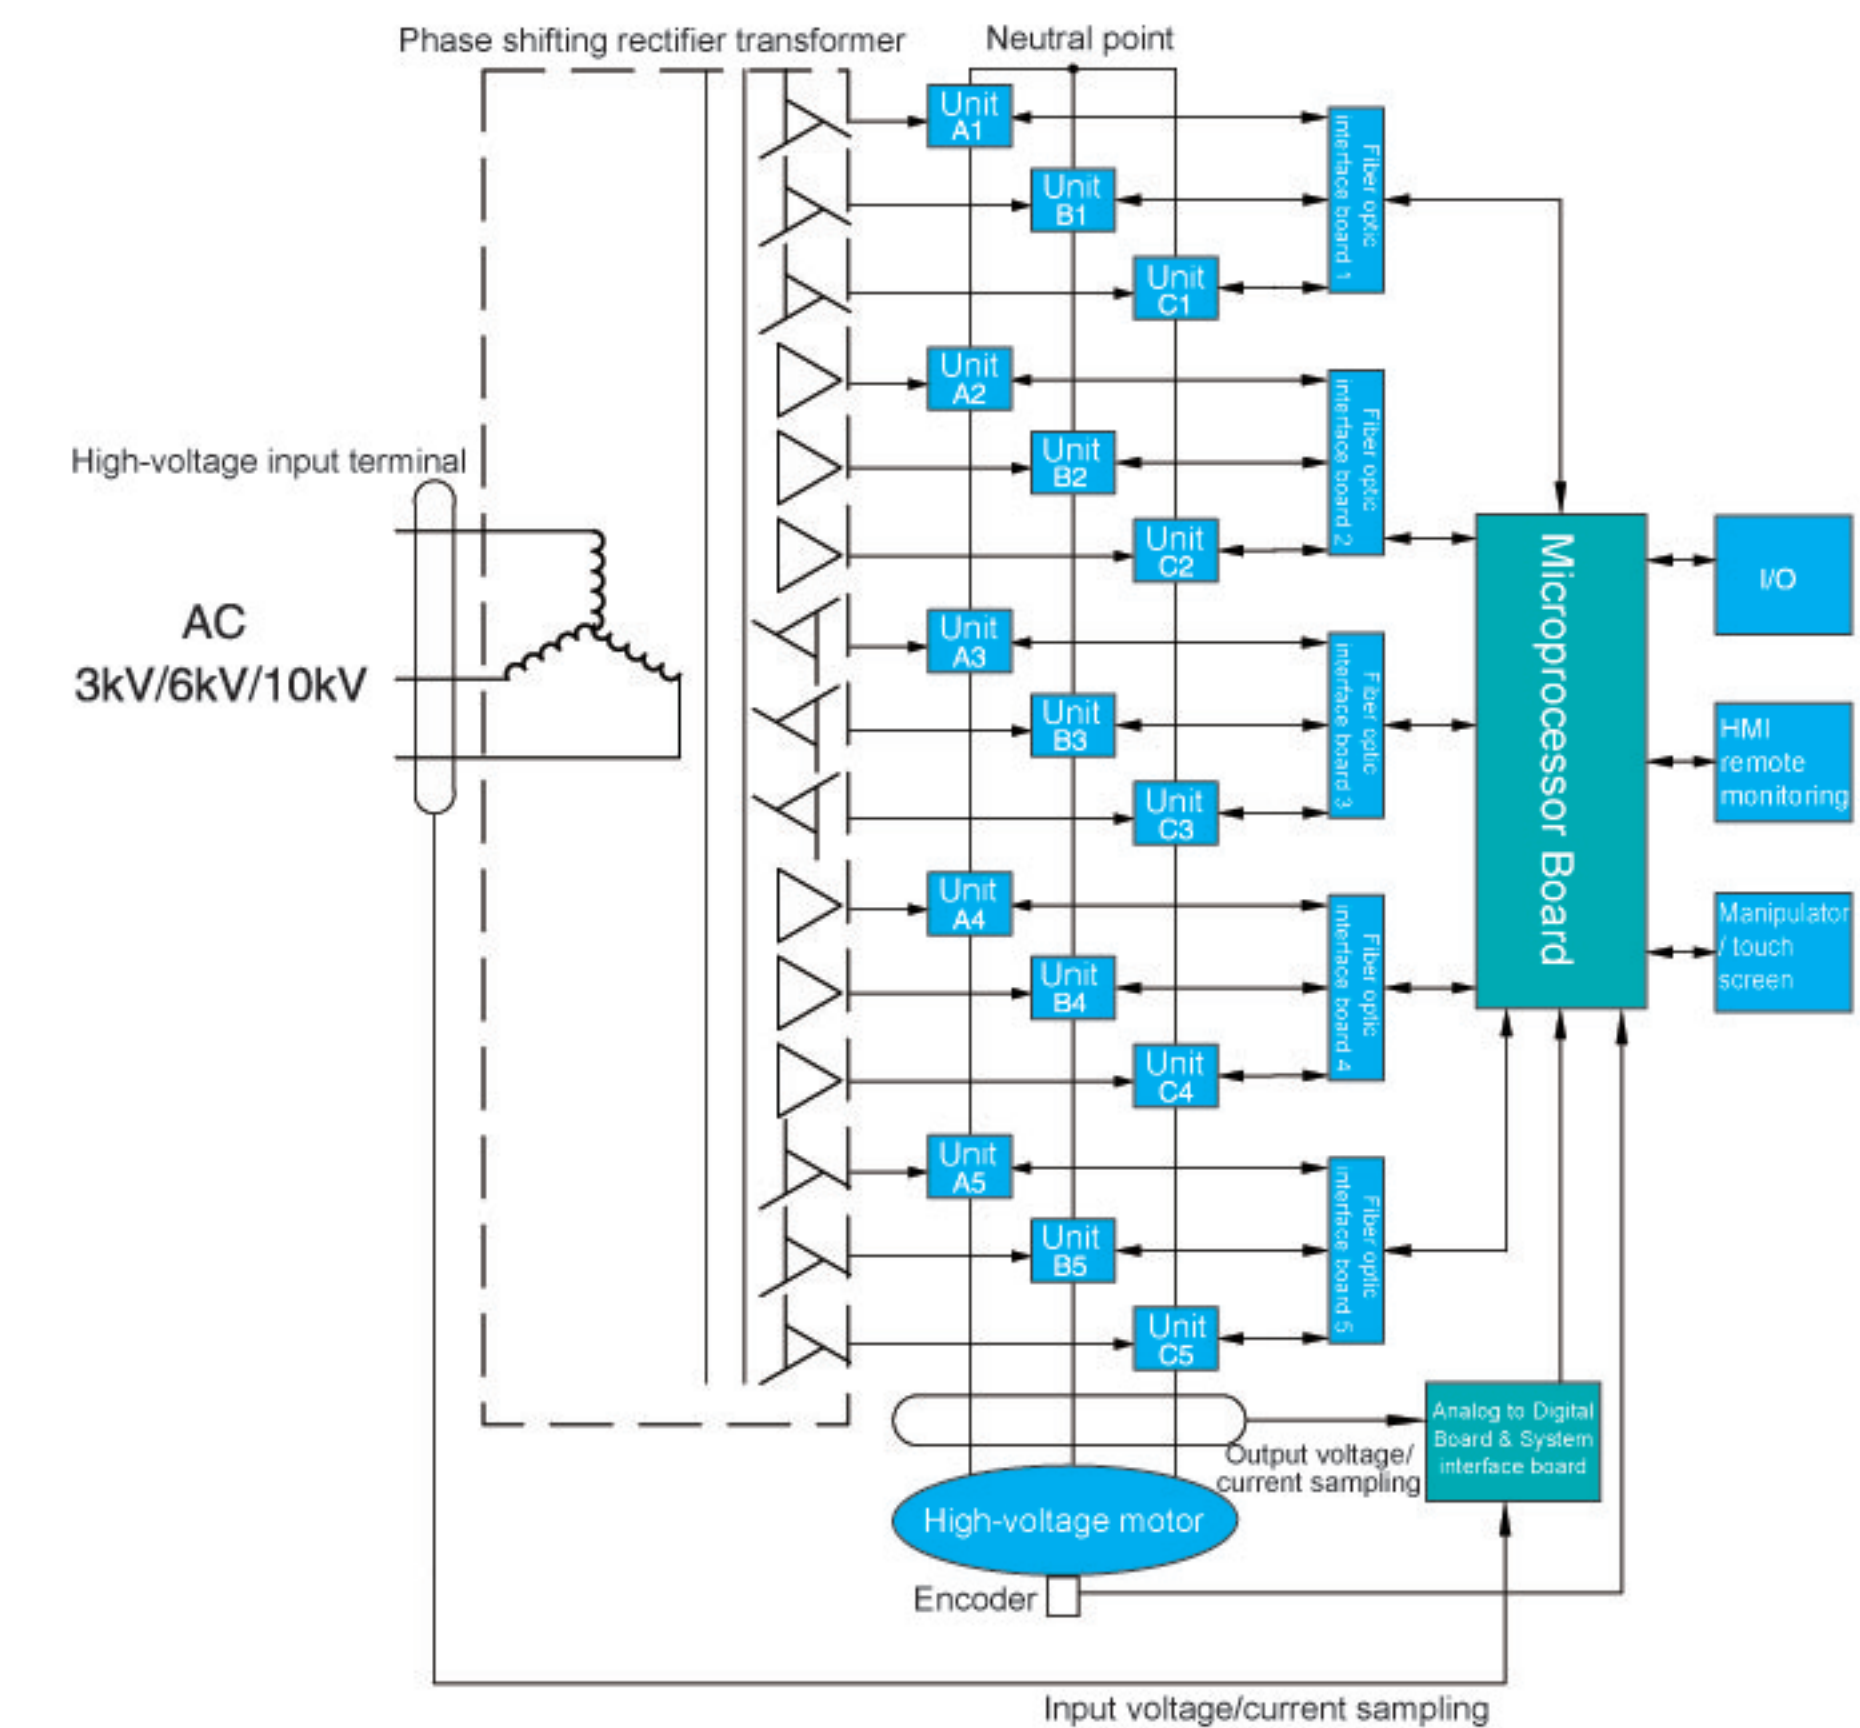 Phase shifting rectifier transformer
Neutral point
Unit
A1
Unit
B1
Unit
C1
Fiber optic
interface board 1
Unit
A2
Unit
B2
Unit
C2
Fiber optic
interface board 2
High-voltage input terminal
AC
3kV/6kV/10kV
Unit
A3
Unit
B3
Unit
C3
Fiber optic
interface board 3
Microprocessor Board
I/O
HMI
remote
monitoring
Manipulator
/ touch
screen
Unit
A4
Unit
B4
Unit
C4
Fiber optic
interface board 4
Unit
A5
Unit
B5
Unit
C5
Fiber optic
interface board 5
Output voltage/
current sampling
Analog to Digital
Board & System
interface board
High-voltage motor
Encoder
Input voltage/current sampling